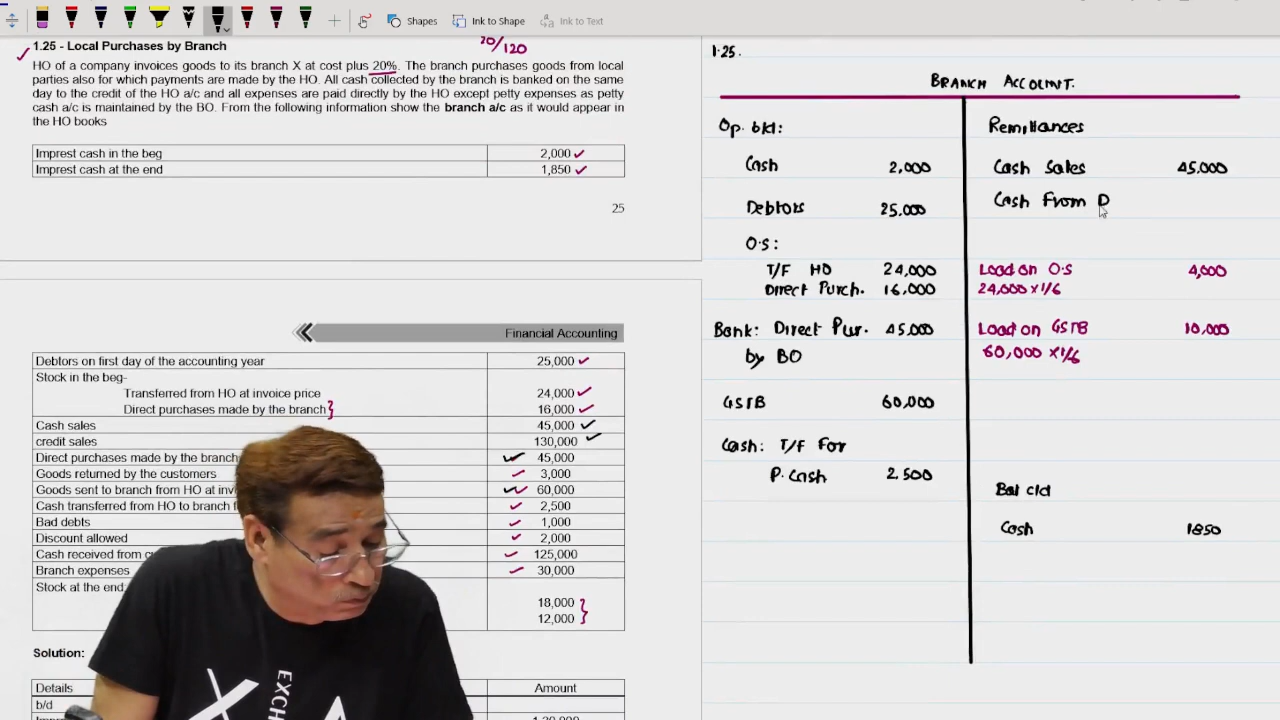 Shapes
Ink to Shape
Ink to Text
1.25 - Local Purchases by Branch
20/120
HO of a company invoices goods to its branch X at cost plus 20%. The branch purchases goods from local
parties also for which payments are made by the HO. All cash collected by the branch is banked on the same
day to the credit of the HO a/c and all expenses are paid directly by the HO except petty expenses as petty
cash a/c is maintained by the BO. From the following information show the branch a/c as it would appear in
the HO books
Imprest cash in the beg 2,000
Imprest cash at the end 1,850
25
Financial Accounting
Debtors on first day of the accounting year 25,000
Stock in the beg-
Transferred from HO at invoice price 24,000
Direct purchases made by the branch 16,000
Cash sales 45,000
credit sales 130,000
Direct purchases made by the branch 45,000
Goods returned by the customers 3,000
Goods sent to branch from HO at 60,000
Cash transferred from HO to branch 2,500
Bad debts 1,000
Discount allowed 2,000
Cash received from 125,000
Branch expenses 30,000
Stock at the end
18,000
12,000
Solution:
Details Amount
b/d
EXC
1.25.
BRANCH ACCOUNT.
Op. bal: Remittances
Cash 2,000 Cash Sales 45,000
Debtors 25,000 Cash From D
O.S:
T/F HO 24,000 Load on O.S 4,000
Direct Purch. 16,000 24,000 x 1/6
Bank: Direct Pur. 45,000 Load on GSTB 10,000
by BO 60,000 x 1/6
GSTB 60,000
Cash: T/F For
P. Cash 2,500
Bal c/d
Cash 1850